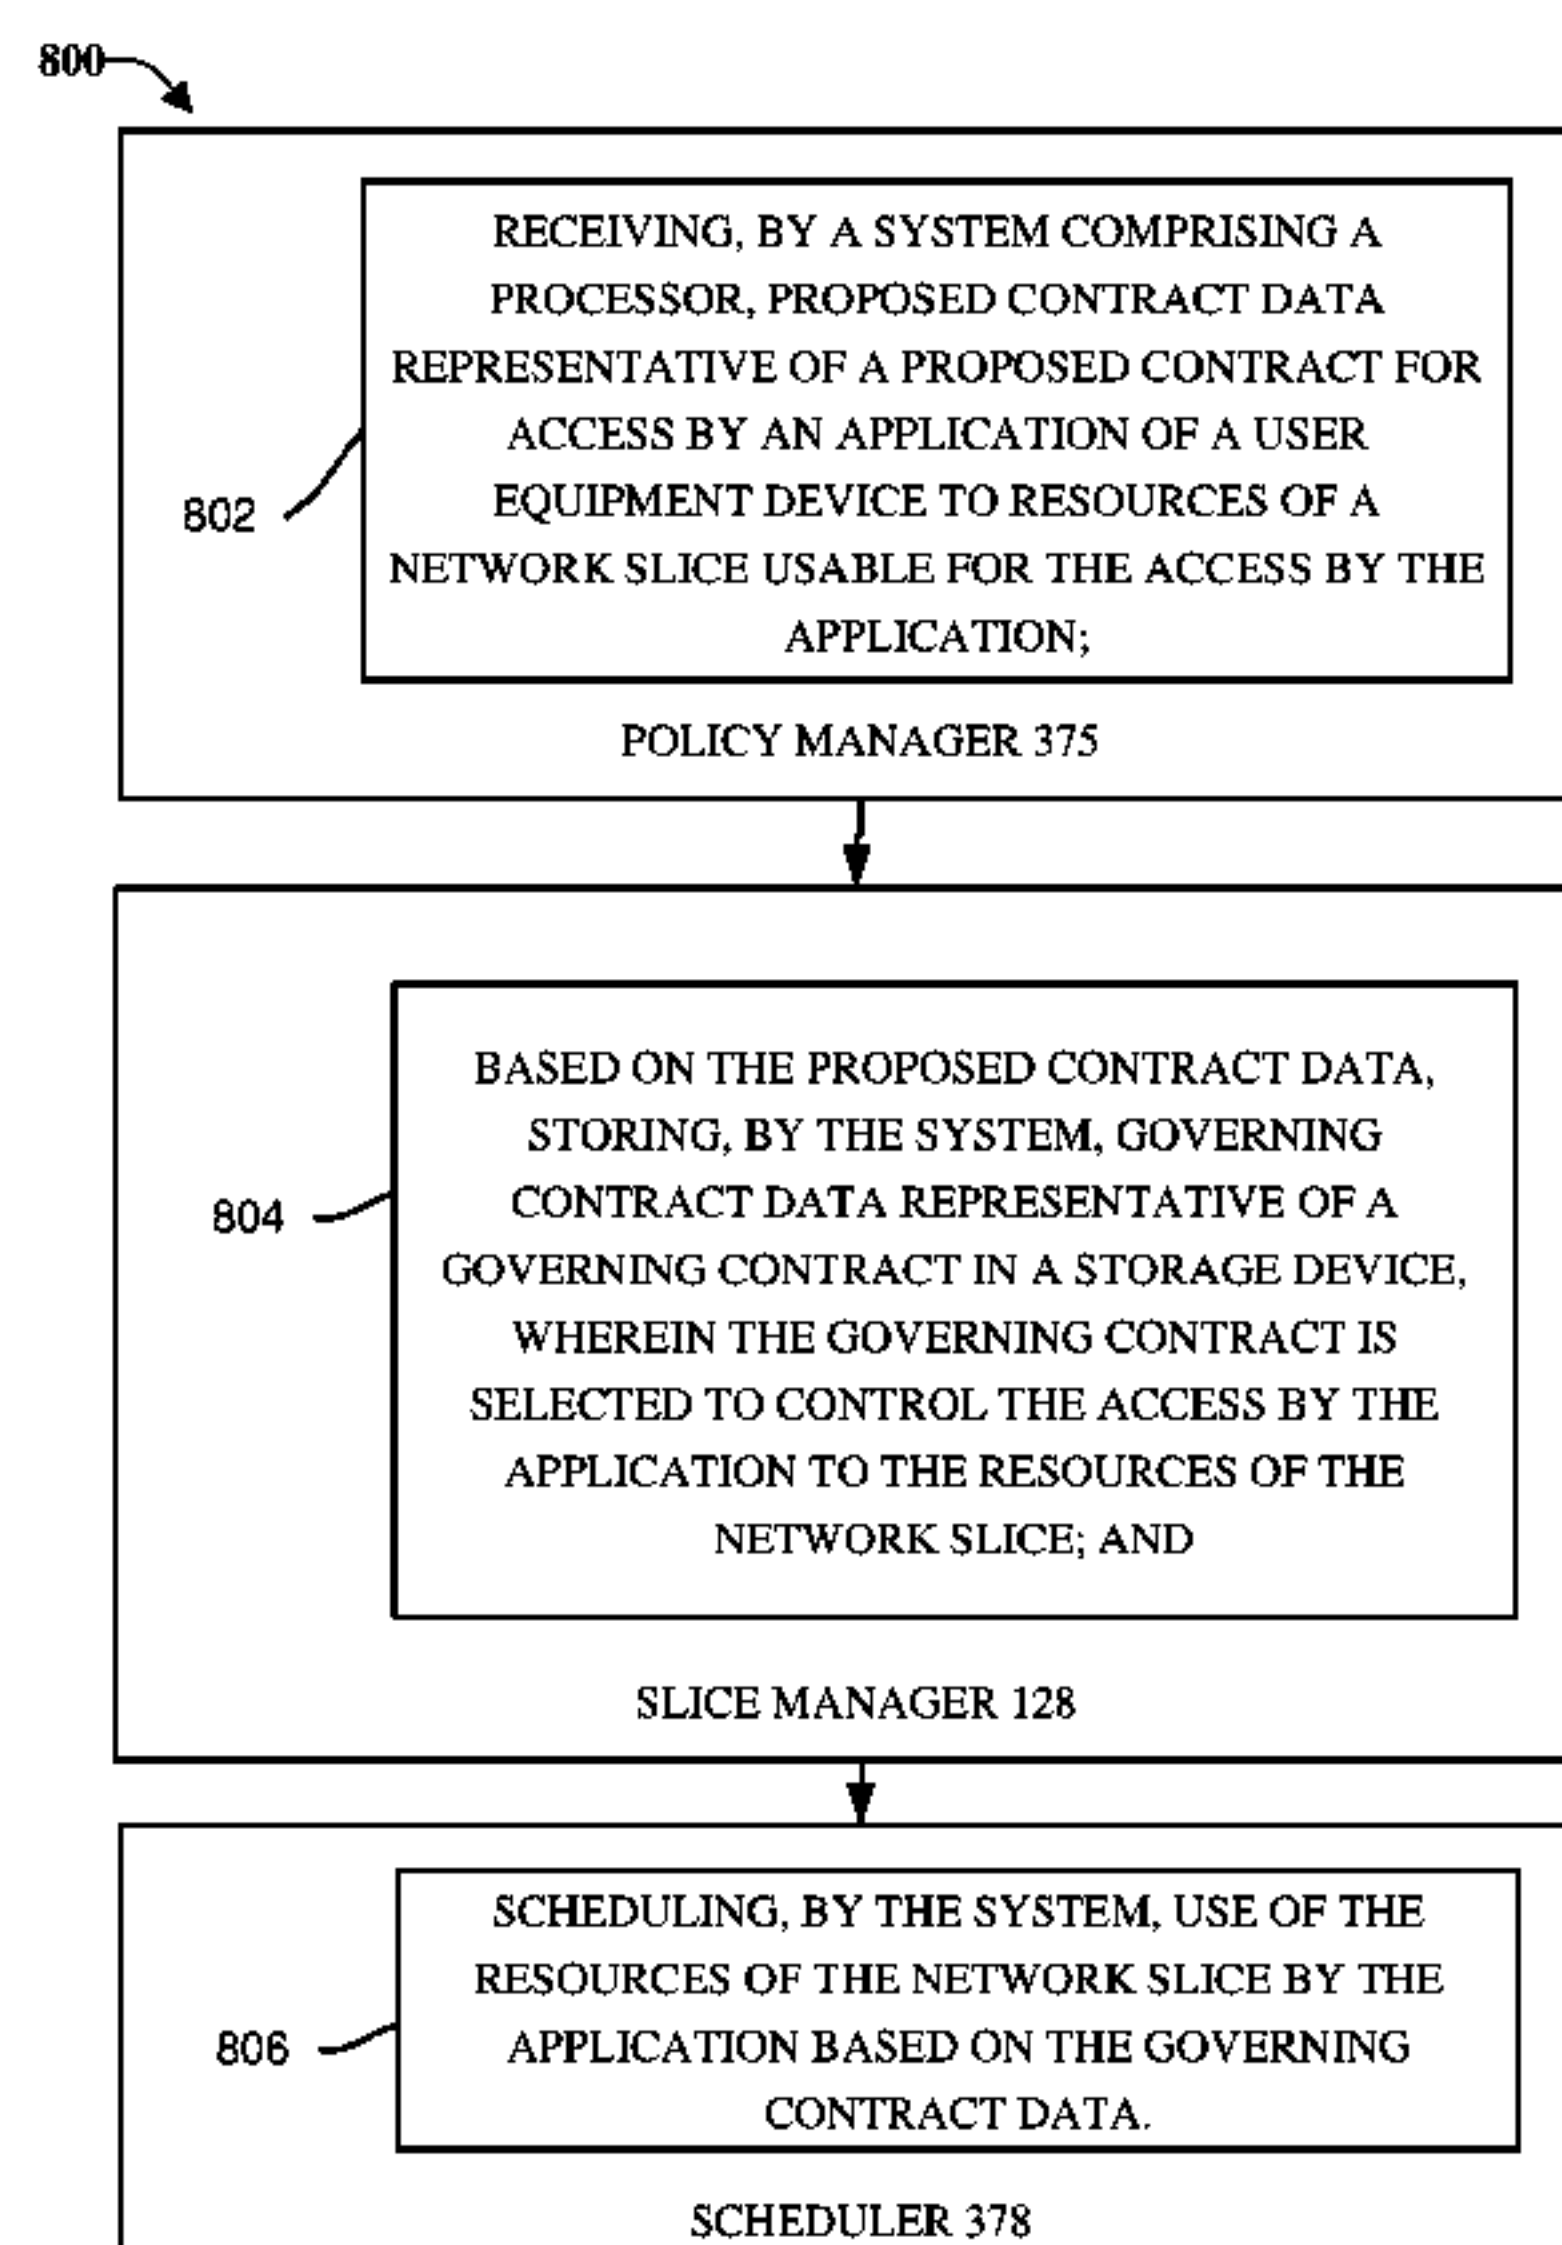 800
RECEIVING, BY A SYSTEM COMPRISING A
PROCESSOR, PROPOSED CONTRACT DATA
REPRESENTATIVE OF A PROPOSED CONTRACT FOR
ACCESS BY AN APPLICATION OF A USER
EQUIPMENT DEVICE TO RESOURCES OF A
NETWORK SLICE USABLE FOR THE ACCESS BY THE
APPLICATION;
802
POLICY MANAGER 375
BASED ON THE PROPOSED CONTRACT DATA,
STORING, BY THE SYSTEM, GOVERNING
CONTRACT DATA REPRESENTATIVE OF A
GOVERNING CONTRACT IN A STORAGE DEVICE,
WHEREIN THE GOVERNING CONTRACT IS
SELECTED TO CONTROL THE ACCESS BY THE
APPLICATION TO THE RESOURCES OF THE
NETWORK SLICE; AND
804
SLICE MANAGER 128
SCHEDULING, BY THE SYSTEM, USE OF THE
RESOURCES OF THE NETWORK SLICE BY THE
APPLICATION BASED ON THE GOVERNING
CONTRACT DATA.
806
SCHEDULER 378